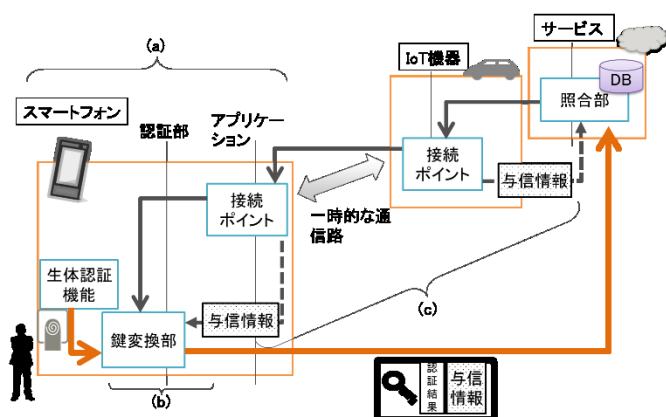 (a)
サービス
IoT機器
DB
照合部
スマートフォン
認証部
アプリケー
ション
接続
ポイント
接続
ポイント
与信情報
一時的な通
信路
生体認証
機能
与信情報
(c)
鍵変換部
(b)
認証結果
与信
情報